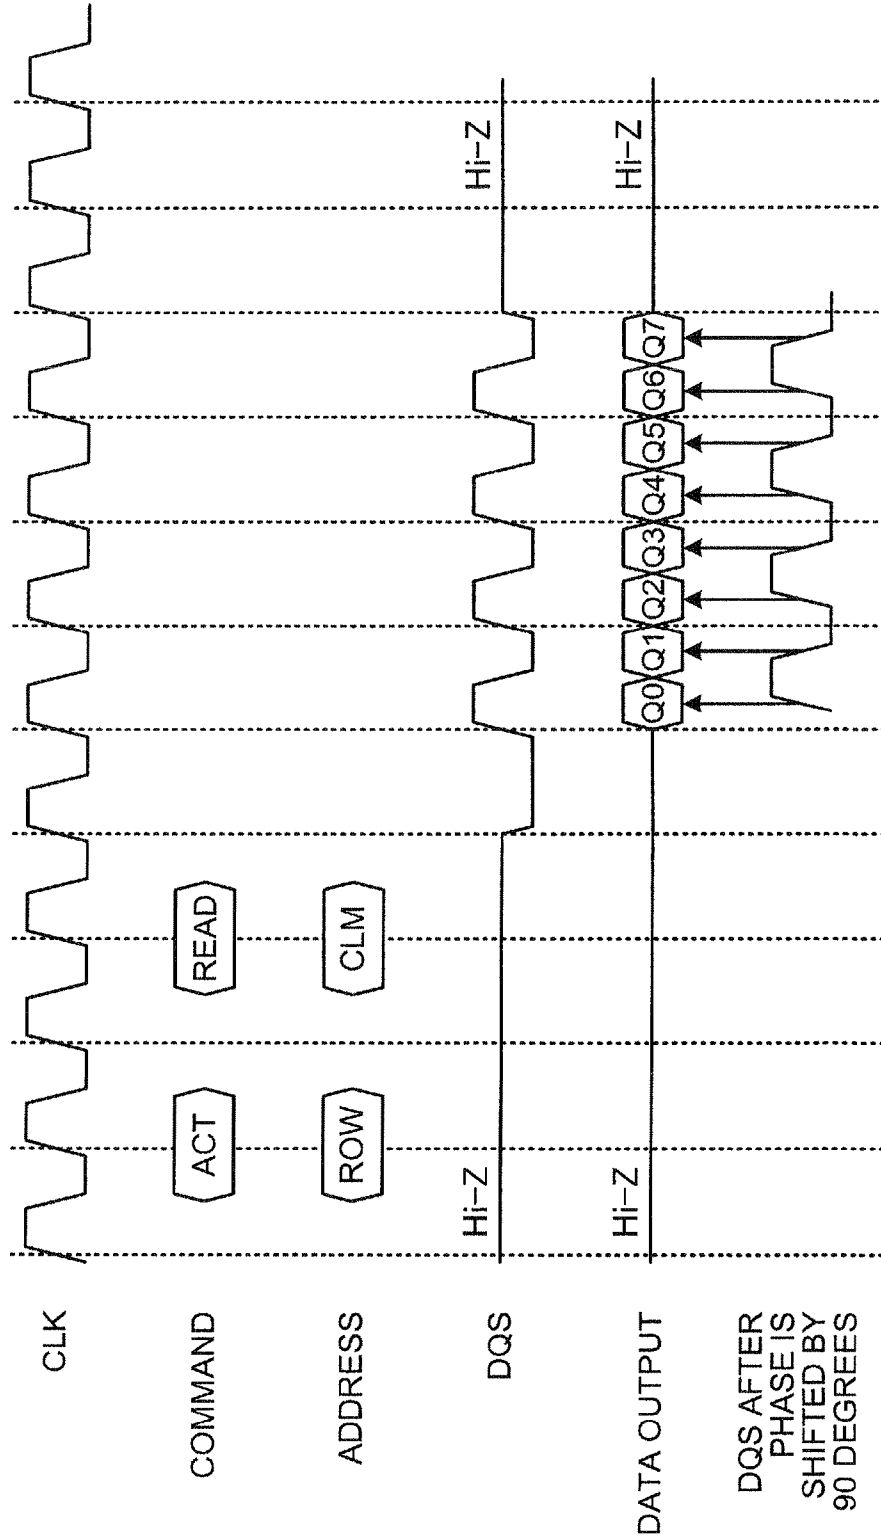 CLK
COMMAND
ACT
READ
ADDRESS
ROW
CLM
DQS
Hi-Z
Hi-Z
DATA OUTPUT
Hi-Z
Q0
Q1
Q2
Q3
Q4
Q5
Q6
Q7
Hi-Z
DQS AFTER
PHASE IS
SHIFTED BY
90 DEGREES